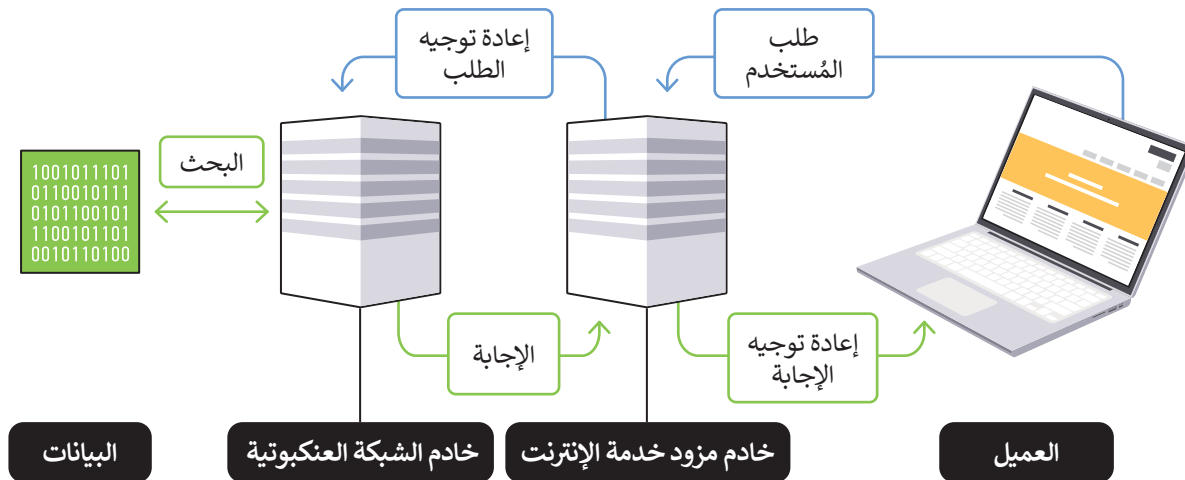 طلب
المُستخدم
إعادة توجيه
الطلب
البحث
1001011101
0110010111
0101100101
1100101101
0010110100
الإجابة
إعادة توجيه
الإجابة
العميل
خادم مزود خدمة الإنترنت
خادم الشبكة العنكبوتية
البيانات